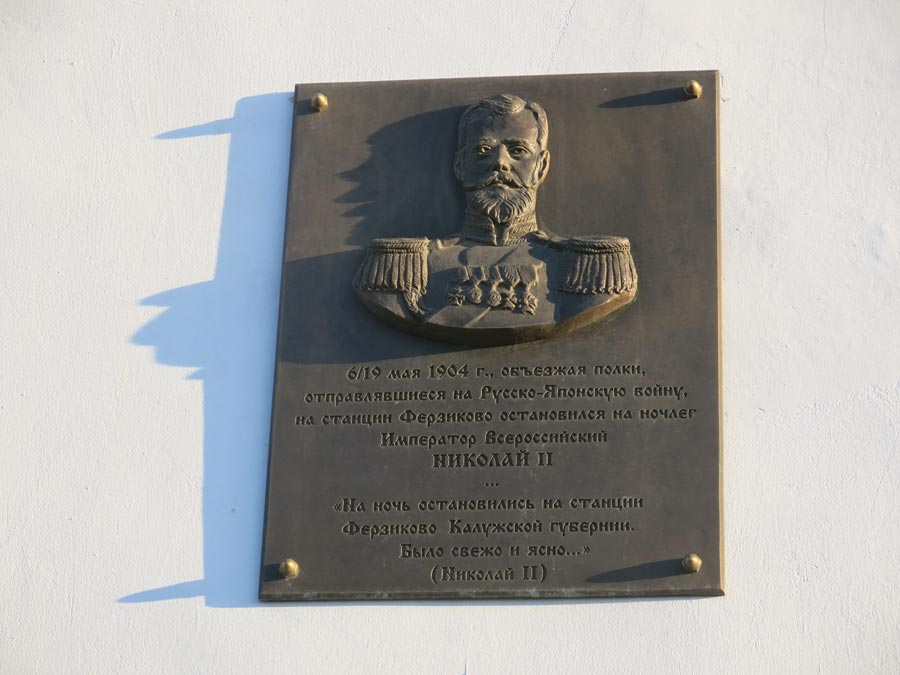 6/19 мая 1904 г., объезжая полки,
отправлявшиеся на Русско-Японскую войну,
на станции Ферзиково остановился на ночлег
Император Всероссийский
НИКОЛАЙ II
...
«На ночь остановились на станции
Ферзиково Калужской губернии.
Было свежо и ясно...»
(Николай II)